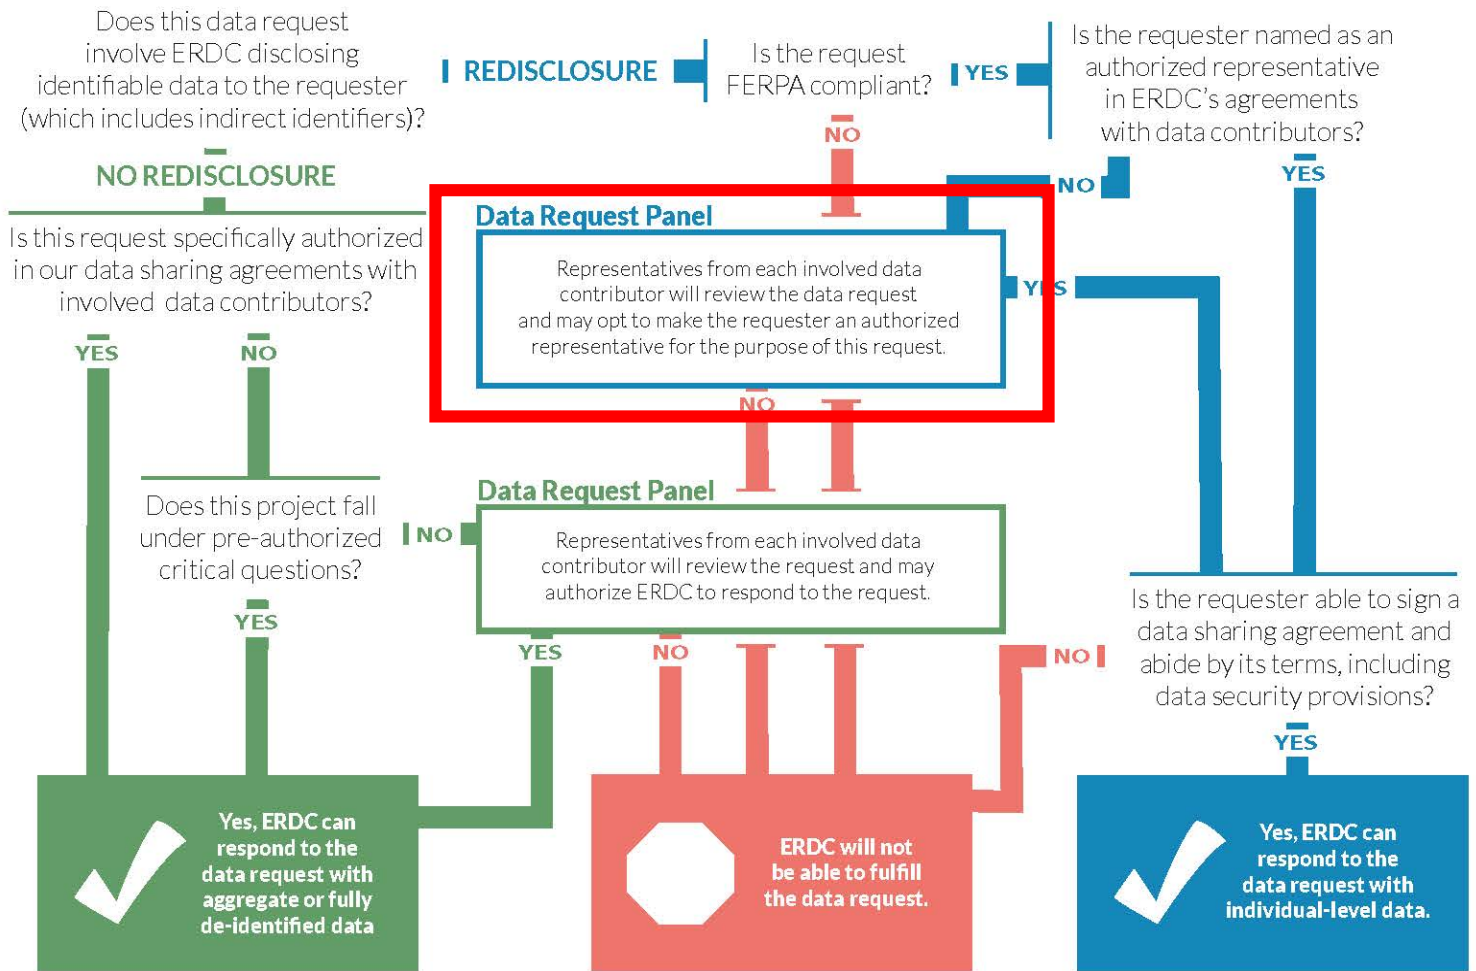 Does this data request
involve ERDC disclosing
identifiable data to the requester
(which includes indirect identifiers)?
REDISCLOSURE
Is the request
FERPA compliant?
YES
Is the requester named as an
authorized representative
in ERDC’s agreements
with data contributors?
NO
NO REDISCLOSURE
NO
YES
Is this request specifically authorized
in our data sharing agreements with
involved data contributors?
Data Request Panel
Representatives from each involved data
contributor will review the data request
and may opt to make the requester an authorized
representative for the purpose of this request.
YES
YES
NO
NO
Does this project fall
under pre-authorized
critical questions?
NO
Data Request Panel
Representatives from each involved data
contributor will review the request and may
authorize ERDC to respond to the request.
YES
YES
NO
Is the requester able to sign a
data sharing agreement and
abide by its terms, including
data security provisions?
NO
YES
Yes, ERDC can
respond to the
data request with
aggregate or fully
de-identified data
ERDC will not
be able to fulfill
the data request.
Yes, ERDC can
respond to the
data request with
individual-level data.